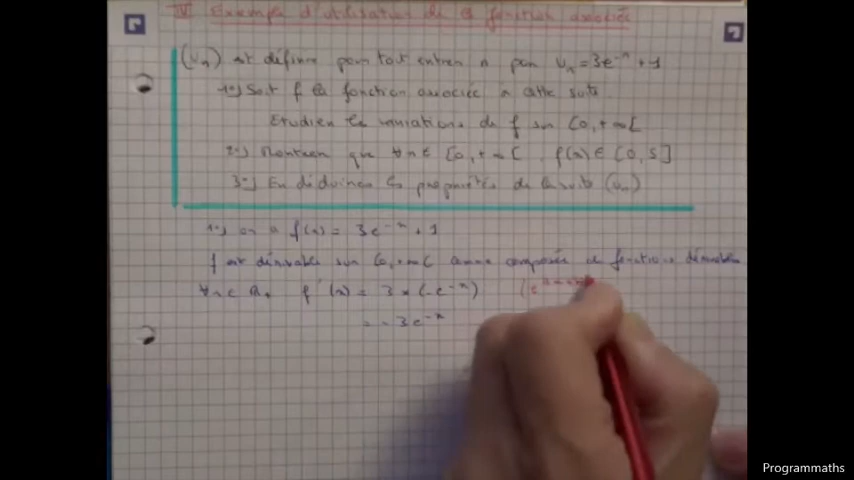 IV Exemple d'utilisation de la fonction associée
(uₙ) est définie pour tout entier n par uₙ = 3e⁻ⁿ + 1
1°) Soit f la fonction associée à cette suite.
Etudier les variations de f sur [0, +∞[
2°) Montrer que ∀x ∈ [0, +∞[, f(x) ∈ [0, 5]
3°) En déduire les propriétés de la suite (uₙ)
1°) on a f(x) = 3e⁻ˣ + 1
f est dérivable sur [0, +∞[ comme composée de fonctions dérivables
∀x ∈ ℝ₊ f'(x) = 3 × (-e⁻ˣ)
= -3e⁻ˣ
Programmaths